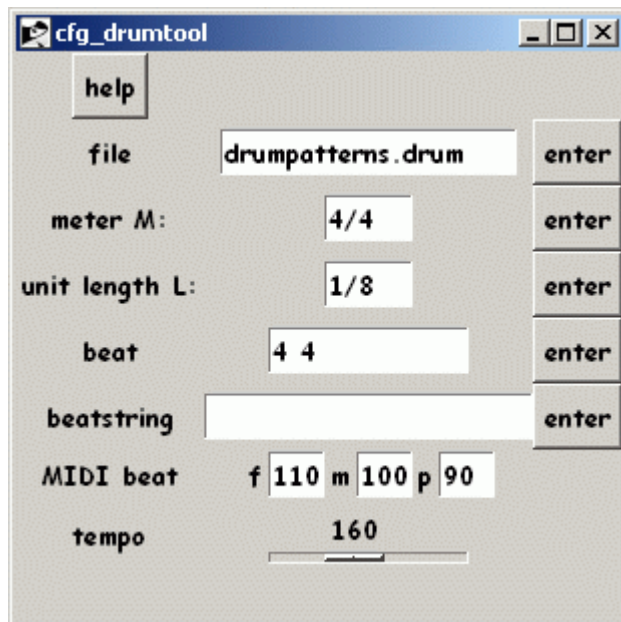 cfg_drumtool
help
file drumpatterns.drum enter
meter M: 4/4 enter
unit length L: 1/8 enter
beat 4 4 enter
beatstring enter
MIDI beat f 110 m 100 p 90
tempo 160